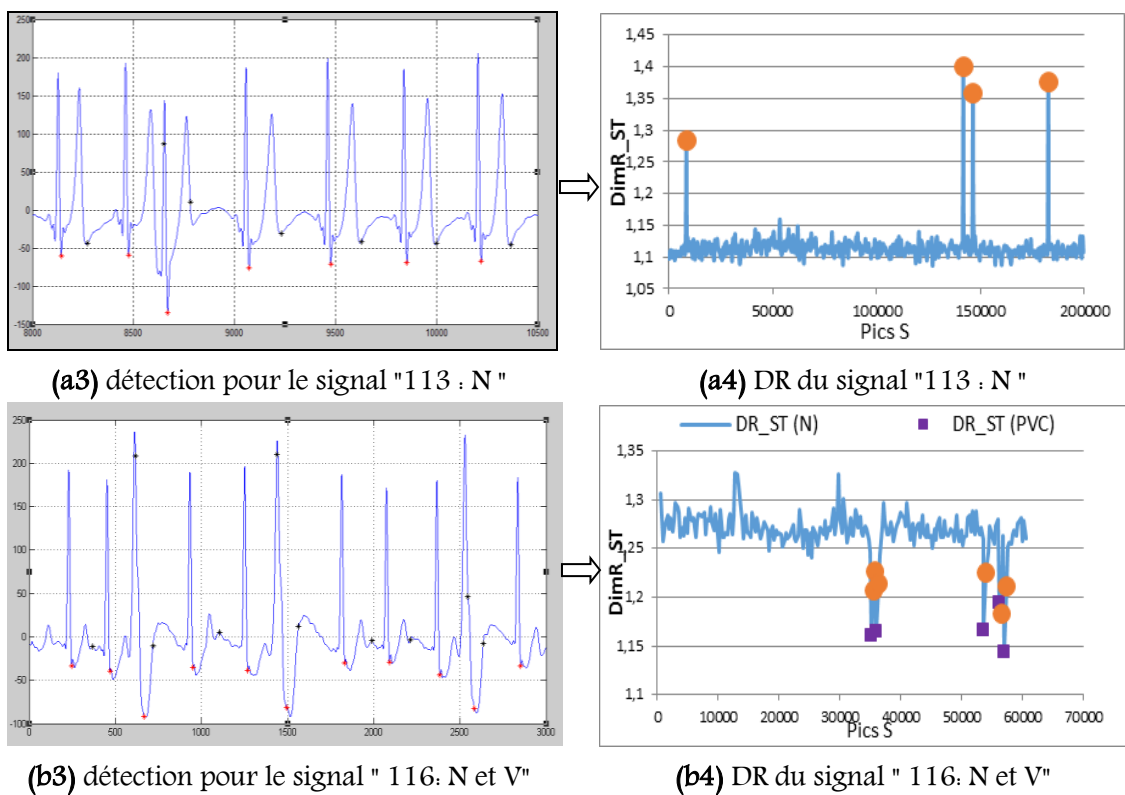 250
200
150
100
50
0
-50
-100
-150
8000 8500 9000 9500 10000 10500
1,45
1,4
1,35
1,3
1,25
1,2
1,15
1,1
1,05
DimR_ST
0 50000 100000 150000 200000
Pics S
(a3) détection pour le signal "113 : N "
(a4) DR du signal "113 : N "
250
200
150
100
50
0
-50
-100
0 500 1000 1500 2000 2500 3000
DR_ST (N) DR_ST (PVC)
1,35
1,3
1,25
1,2
1,15
1,1
DimR_ST
0 10000 20000 30000 40000 50000 60000 70000
Pics S
(b3) détection pour le signal " 116: N et V"
(b4) DR du signal " 116: N et V"